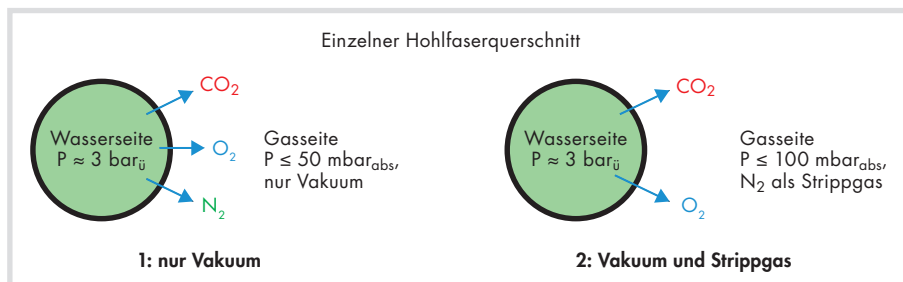 Einzelner Hohlfaserquerschnitt
Wasserseite
P ≈ 3 barü
CO2
O2
N2
Gasseite
P ≤ 50 mbarabs,
nur Vakuum
1: nur Vakuum
Wasserseite
P ≈ 3 barü
CO2
O2
Gasseite
P ≤ 100 mbarabs,
N2 als Strippgas
2: Vakuum und Strippgas